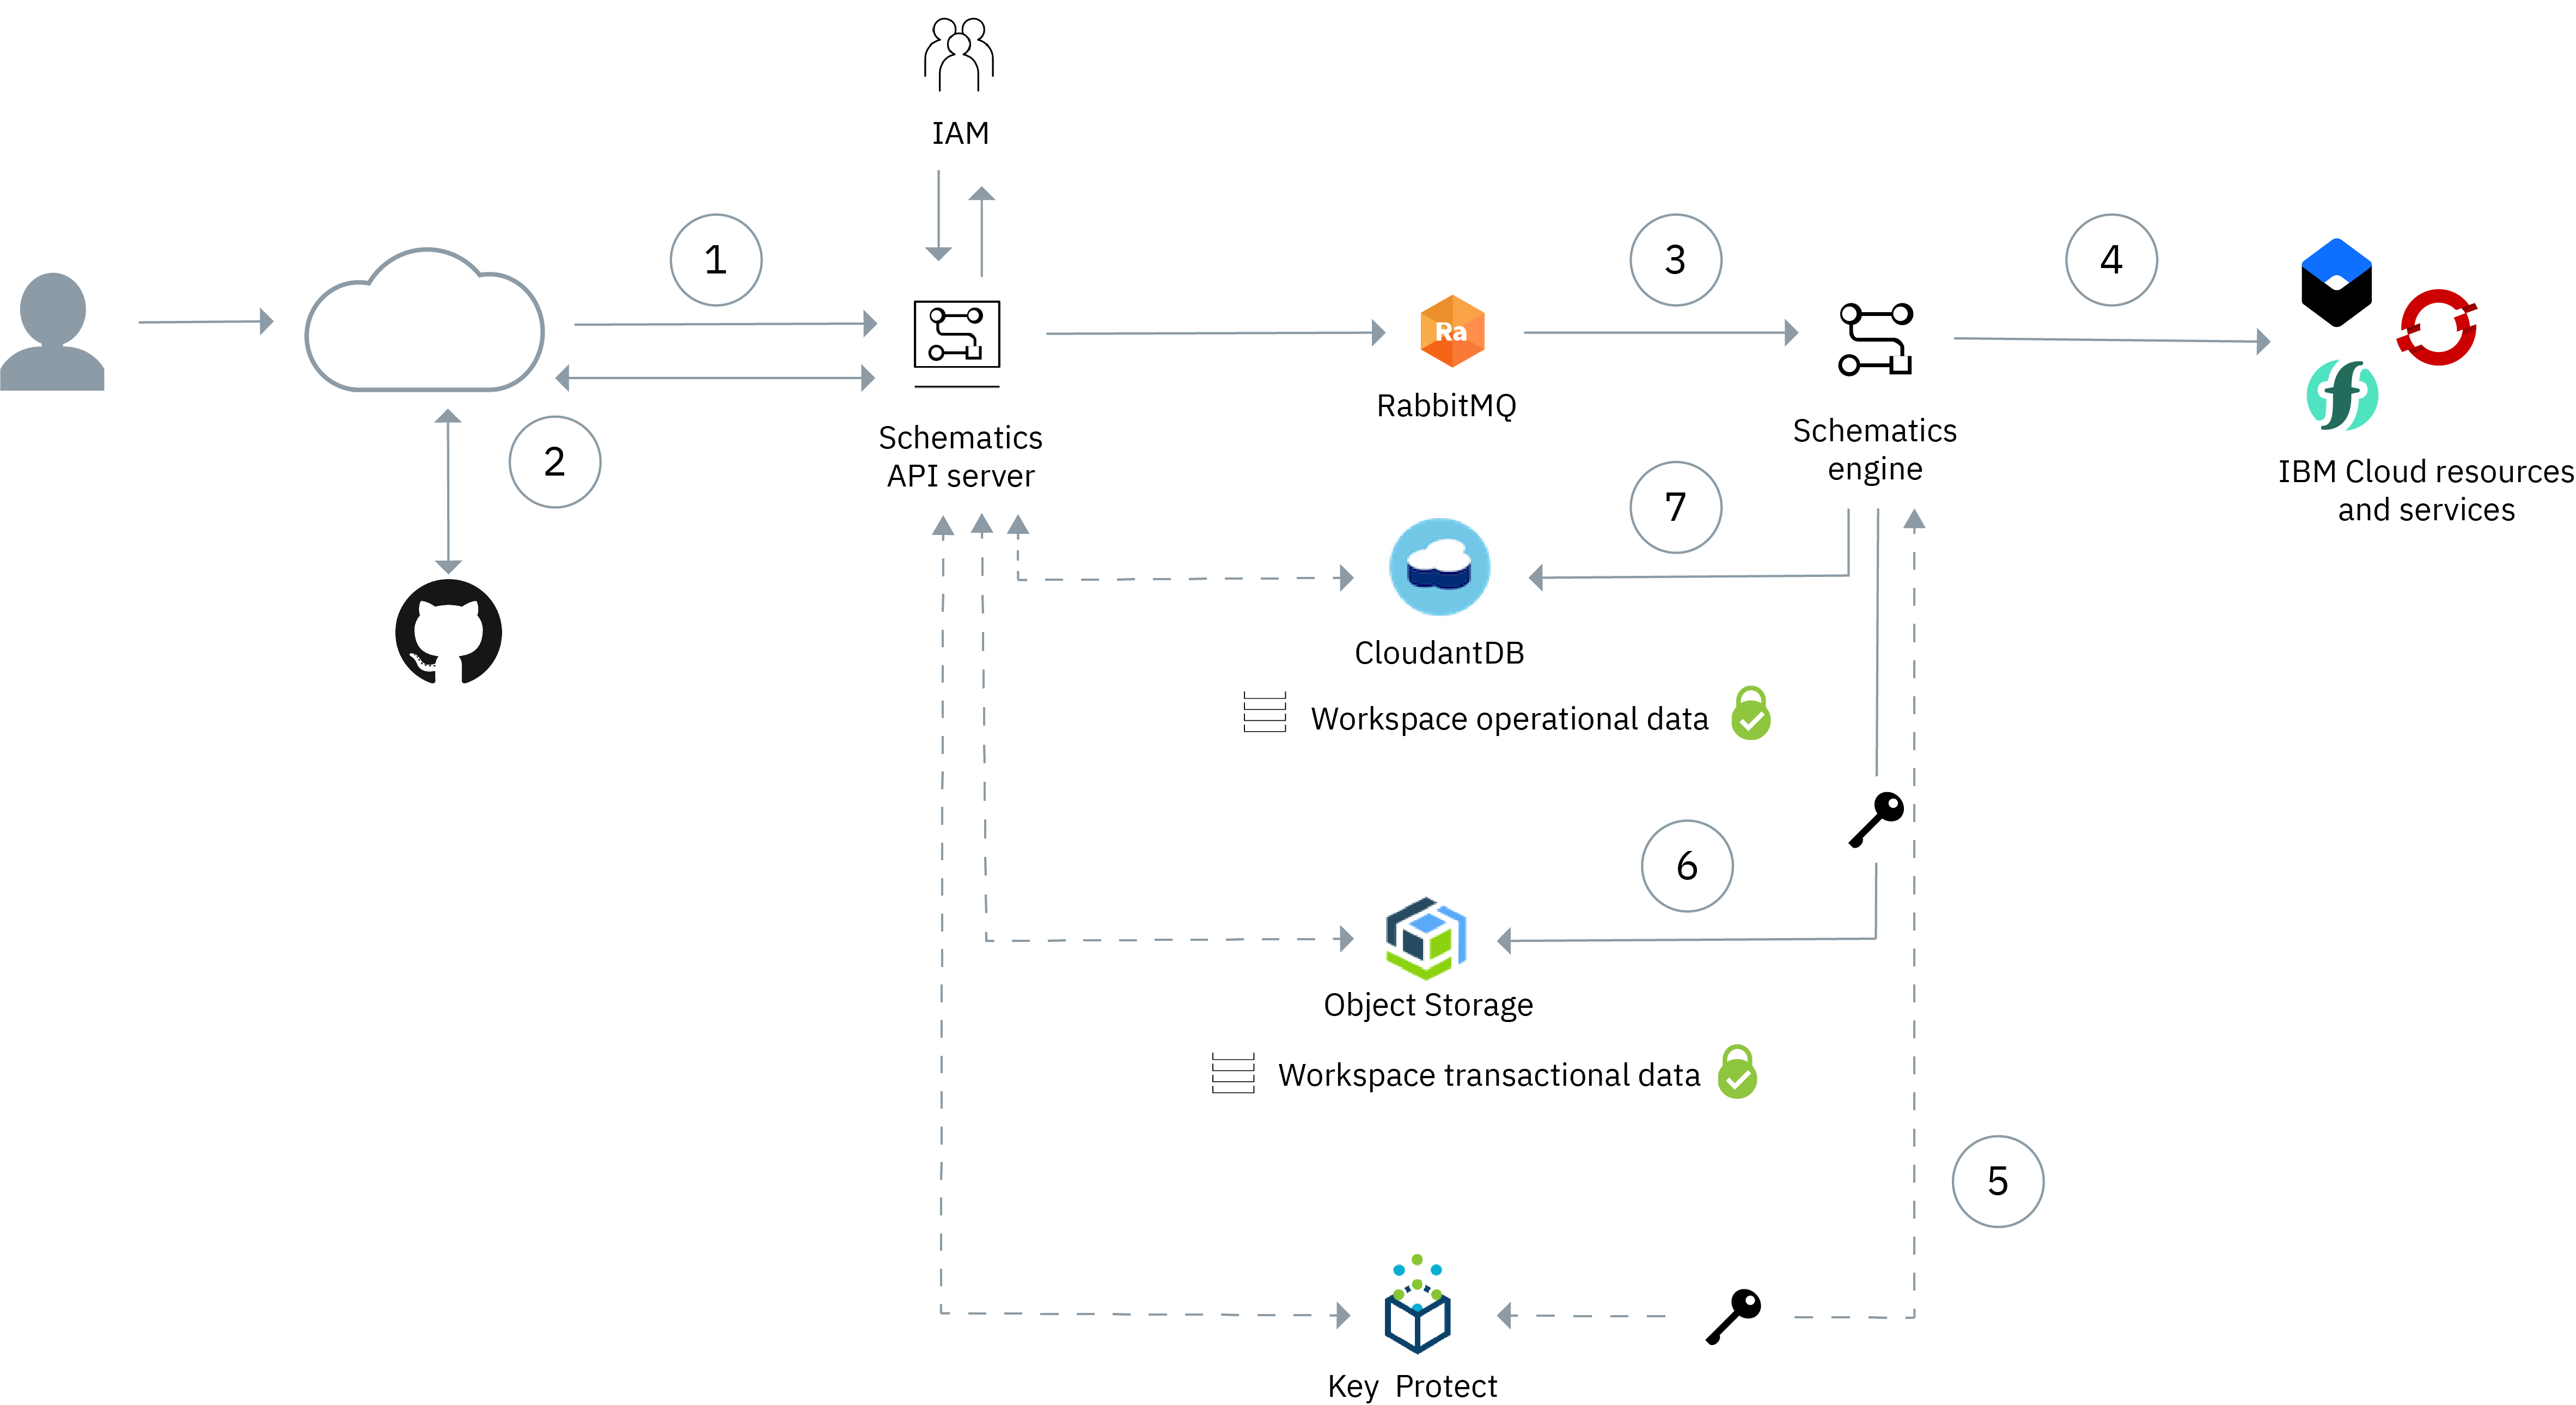 IAM
1
3
4
Ra
RabbitMQ
2
Schematics
API server
Schematics
engine
IBM Cloud resources
and services
7
CloudantDB
Workspace operational data
6
Object Storage
Workspace transactional data
5
Key Protect